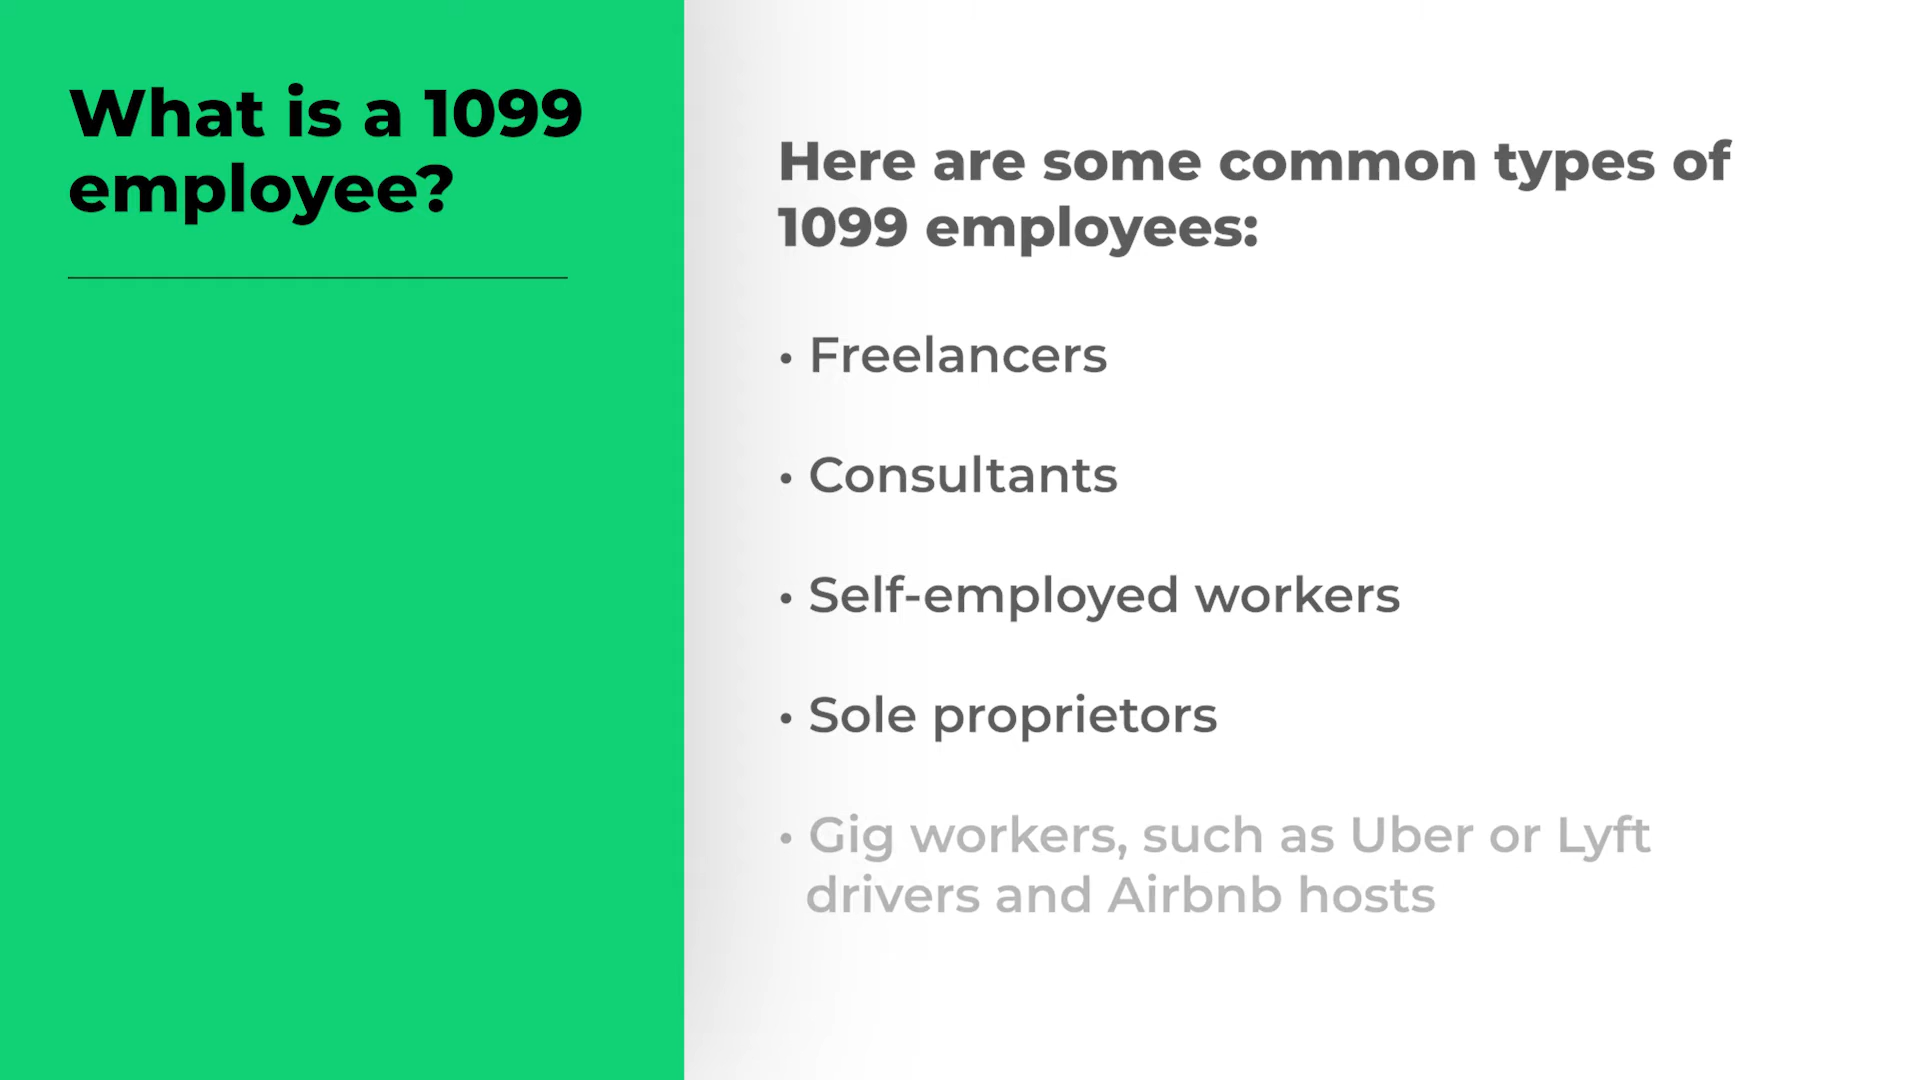 What is a 1099
employee?
Here are some common types of
1099 employees:
• Freelancers
• Consultants
• Self-employed workers
• Sole proprietors
• Gig workers, such as Uber or Lyft
drivers and Airbnb hosts